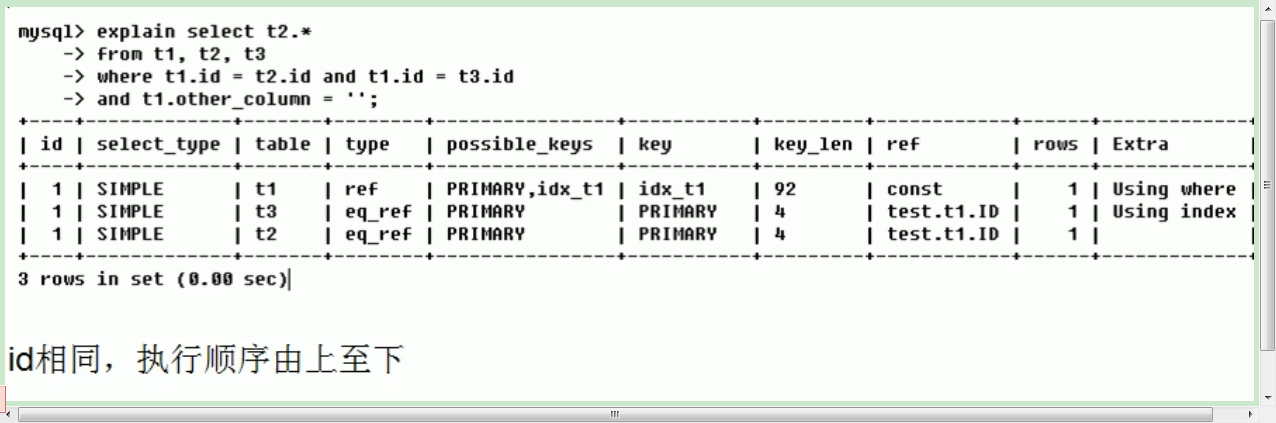 mysql> explain select t2.*
    -> from t1, t2, t3
    -> where t1.id = t2.id and t1.id = t3.id
    -> and t1.other_column = '';
+----+-------------+-------+--------+----------------+---------+---------+------------+------+-------------+
| id | select_type | table | type   | possible_keys  | key     | key_len | ref        | rows | Extra       |
+----+-------------+-------+--------+----------------+---------+---------+------------+------+-------------+
|  1 | SIMPLE      | t1    | ref    | PRIMARY,idx_t1 | idx_t1  | 92      | const      |    1 | Using where |
|  1 | SIMPLE      | t3    | eq_ref | PRIMARY        | PRIMARY | 4       | test.t1.ID |    1 | Using index |
|  1 | SIMPLE      | t2    | eq_ref | PRIMARY        | PRIMARY | 4       | test.t1.ID |    1 |             |
+----+-------------+-------+--------+----------------+---------+---------+------------+------+-------------+
3 rows in set (0.00 sec)
id相同，执行顺序由上至下